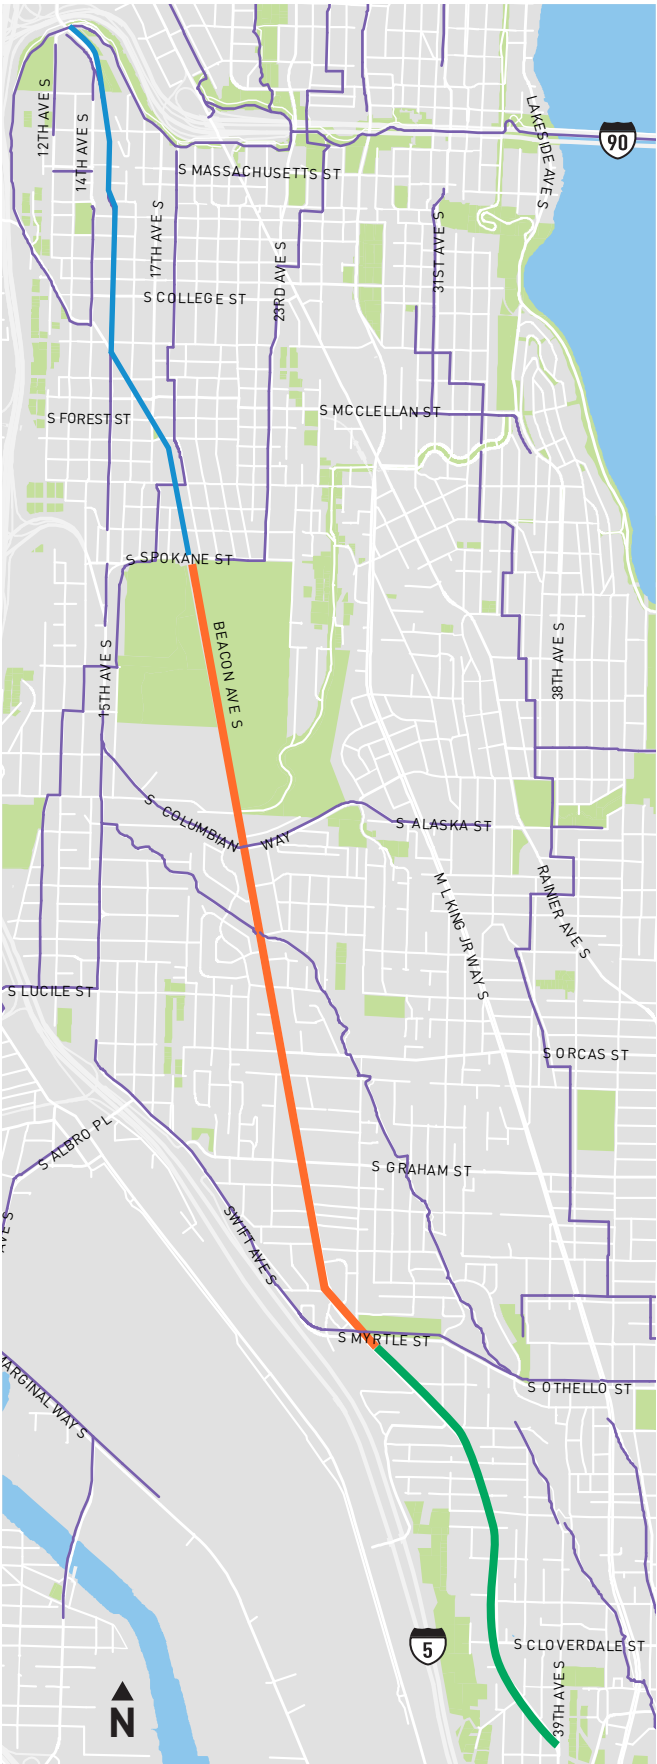 12TH AVE S
14TH AVE S
LAKESIDE AVE S
90
S MASSACHUSETTS ST
17TH AVE S
31ST AVE S
23RD AVE S
S COLLEGE ST
S MCCLELLAN ST
S FOREST ST
S SPOKANE ST
BEACON AVE S
15TH AVE S
38TH AVE S
S COLUMBIAN WAY
S ALASKA ST
M L KING JR WAY S
RAINIER AVE S
S LUCILE ST
S ORCAS ST
S ALBRO PL
S GRAHAM ST
AVE S
SWIFT AVE S
S MYRTLE ST
MARGINAL WAY S
S OTHELLO ST
5
S CLOVERDALE ST
39TH AVE S
N